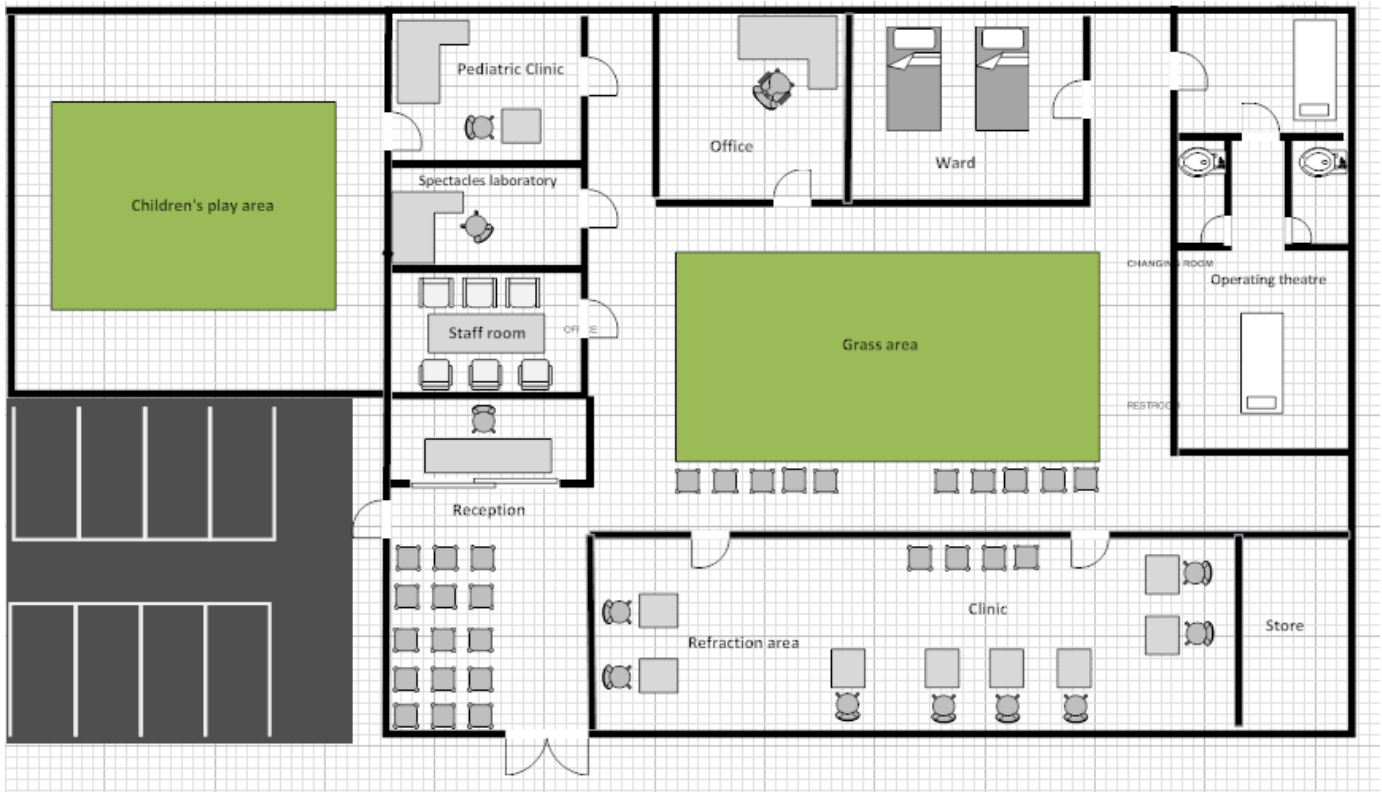 Pediatric Clinic
Office
Ward
Spectacles laboratory
Children's play area
CHANGING ROOM
Operating theatre
Staff room
Grass area
Reception
Clinic
Refraction area
Store